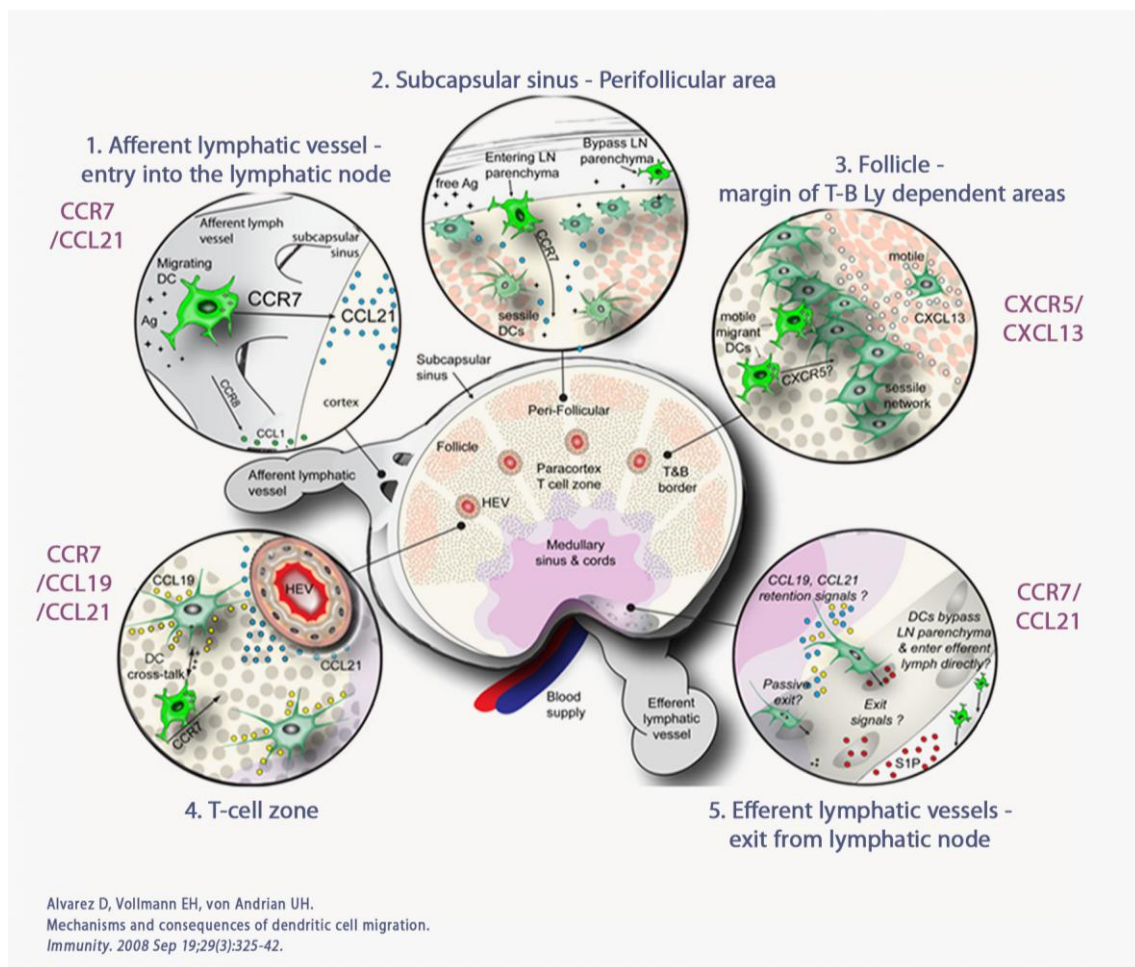 2. Subcapsular sinus - Perifollicular area
1. Afferent lymphatic vessel -
entry into the lymphatic node
CCR7
/CCL21
Afferent lymph
vessel
subcapsular
sinus
Migrating
DC
CCR7
CCL21
Ag
CCR8
cortex
CCL1
Entering LN
parenchyma
Bypass LN
parenchyma
free Ag
CCR7
sessile
DCs
3. Follicle -
margin of T-B Ly dependent areas
motile
CXCL13
motile
migrant
DCs
CXCR5?
sessile
network
CXCR5/
CXCL13
Subcapsular
sinus
Peri-Follicular
Follicle
Paracortex
T cell zone
T&B
border
HEV
Afferent lymphatic
vessel
Medullary
sinus & cords
Blood
supply
Efferent
lymphatic
vessel
CCR7
/CCL19
/CCL21
CCL19
HEV
CCL21
DC
cross-talk
CCR7
4. T-cell zone
CCL19, CCL21
retention signals ?
DCs bypass
LN parenchyma
& enter efferent
lymph directly?
Passive
exit?
Exit
signals ?
S1P
CCR7/
CCL21
5. Efferent lymphatic vessels -
exit from lymphatic node
Alvarez D, Vollmann EH, von Andrian UH.
Mechanisms and consequences of dendritic cell migration.
Immunity. 2008 Sep 19;29(3):325-42.